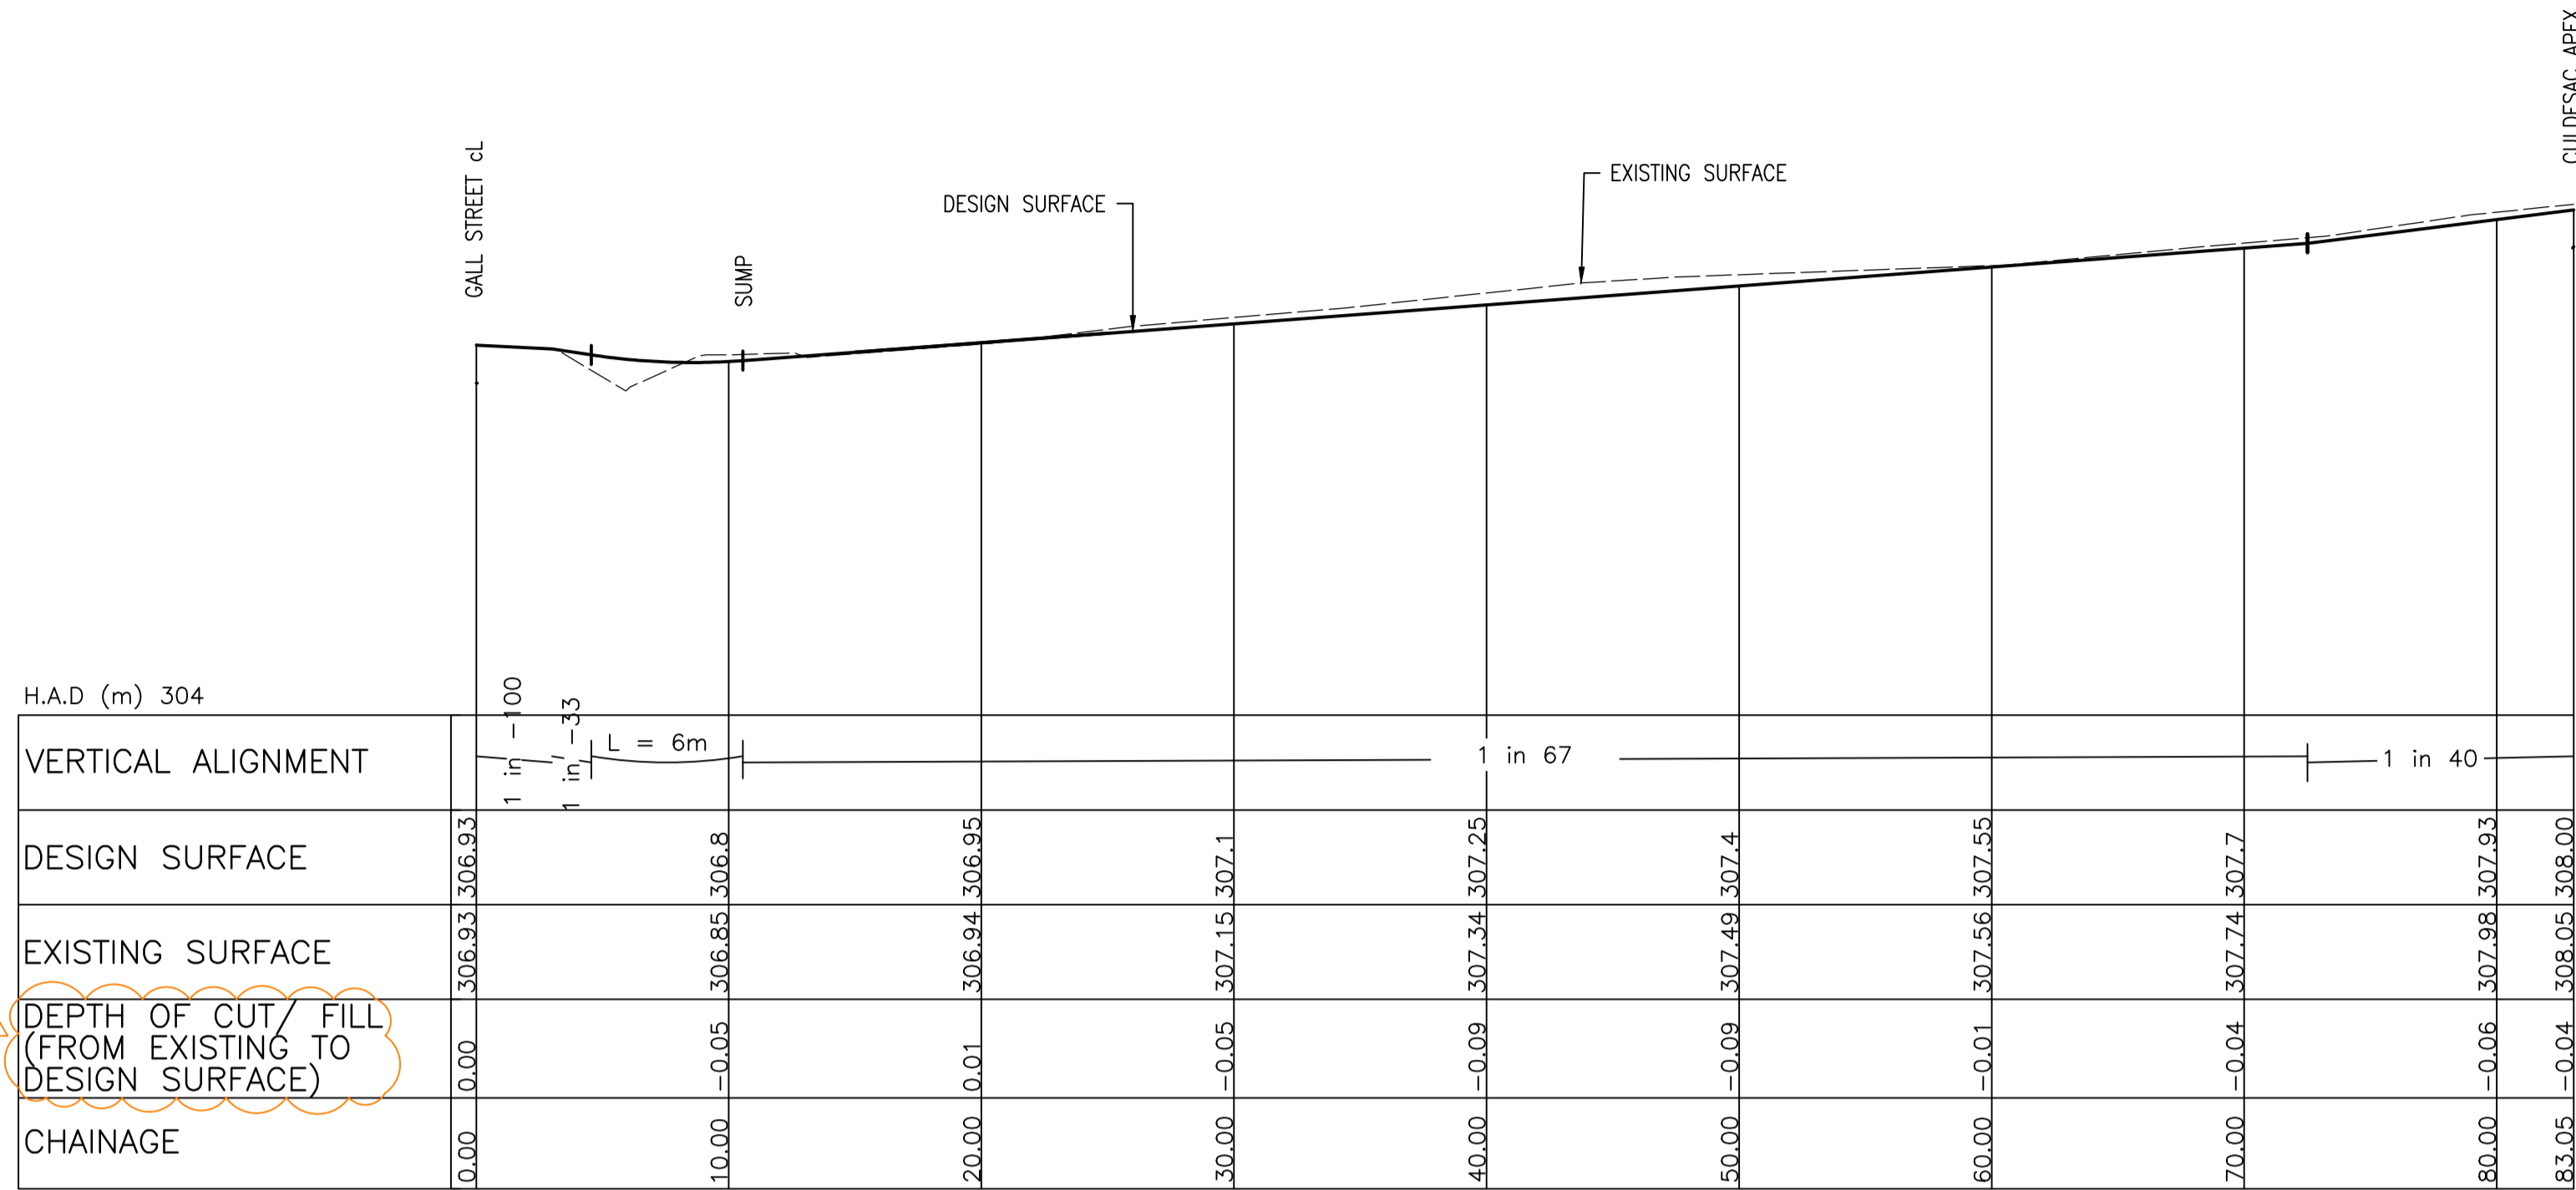 CULDESAC APEX
GALL STREET cL
EXISTING SURFACE
DESIGN SURFACE
SUMP
H.A.D (m) 304
VERTICAL ALIGNMENT
1 in -100
1 in -33
L = 6m
1 in 67
1 in 40
DESIGN SURFACE
306.93 306.8 306.95 307.1 307.25 307.4 307.55 307.7 307.93 308.00
EXISTING SURFACE
306.93 306.85 306.94 307.15 307.34 307.49 307.56 307.74 307.98 308.05
DEPTH OF CUT/ FILL
(FROM EXISTING TO
DESIGN SURFACE)
0.00 -0.05 0.01 -0.05 -0.09 -0.09 -0.01 -0.04 -0.06 -0.04
CHAINAGE
0.00 10.00 20.00 30.00 40.00 50.00 60.00 70.00 80.00 83.05